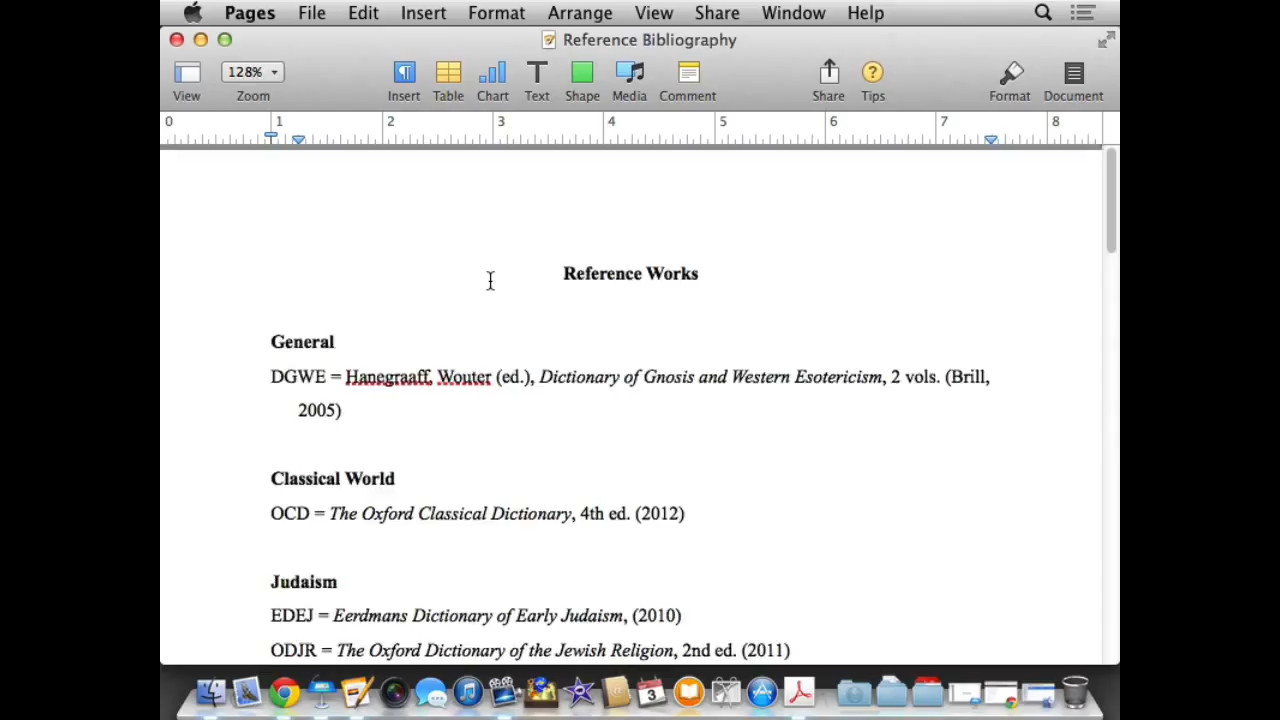 Pages File Edit Insert Format Arrange View Share Window Help
Reference Bibliography
128%
View Zoom Insert Table Chart Text Shape Media Comment Share Tips Format Document
0 1 2 3 4 5 6 7 8
Reference Works
General
DGWE = Hanegraaff, Wouter (ed.), Dictionary of Gnosis and Western Esotericism, 2 vols. (Brill,
2005)
Classical World
OCD = The Oxford Classical Dictionary, 4th ed. (2012)
Judaism
EDEJ = Eerdmans Dictionary of Early Judaism, (2010)
ODJR = The Oxford Dictionary of the Jewish Religion, 2nd ed. (2011)
3